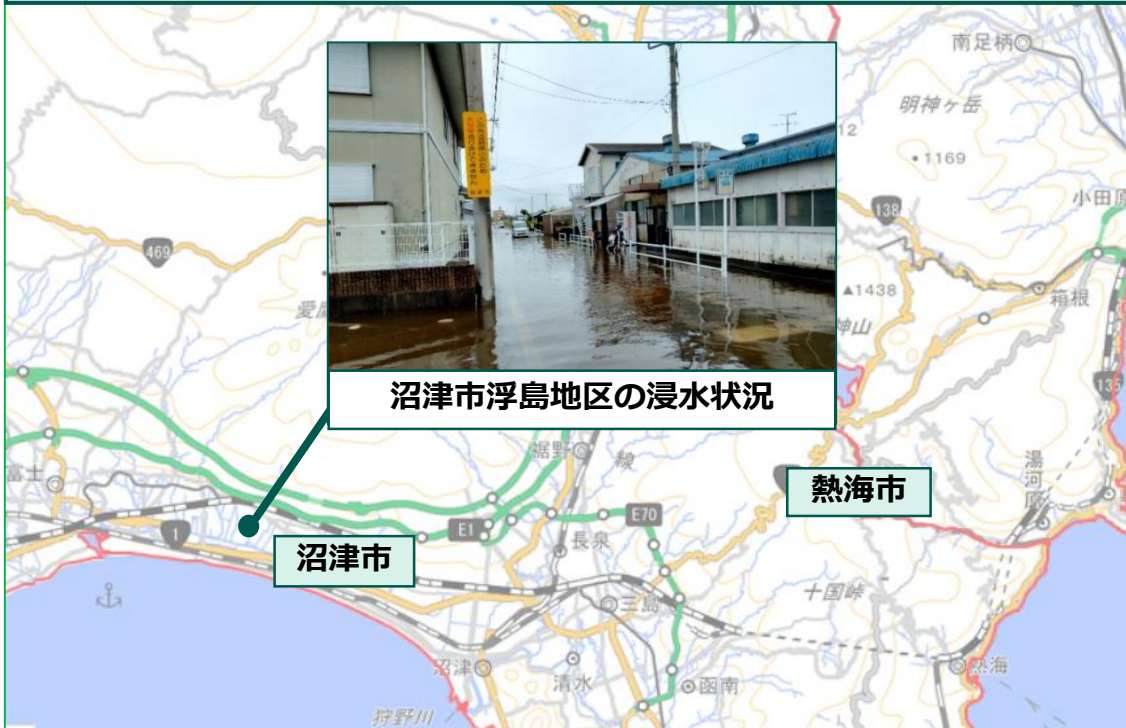 南足柄
明神ヶ岳
・1169
小田原
138
469
▲1438
箱根
神山
135
沼津市浮島地区の浸水状況
裾野
線
湯河原
熱海市
富士
1
E1
E70
沼津市
長泉
十国峠
三島
沼津
清水
函南
熱海
狩野川